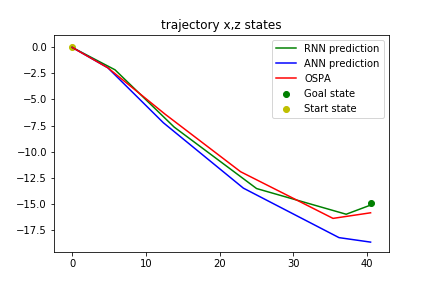 trajectory x,z states
0.0
−2.5
−5.0
−7.5
−10.0
−12.5
−15.0
−17.5
0 10 20 30 40
RNN prediction
ANN prediction
OSPA
Goal state
Start state